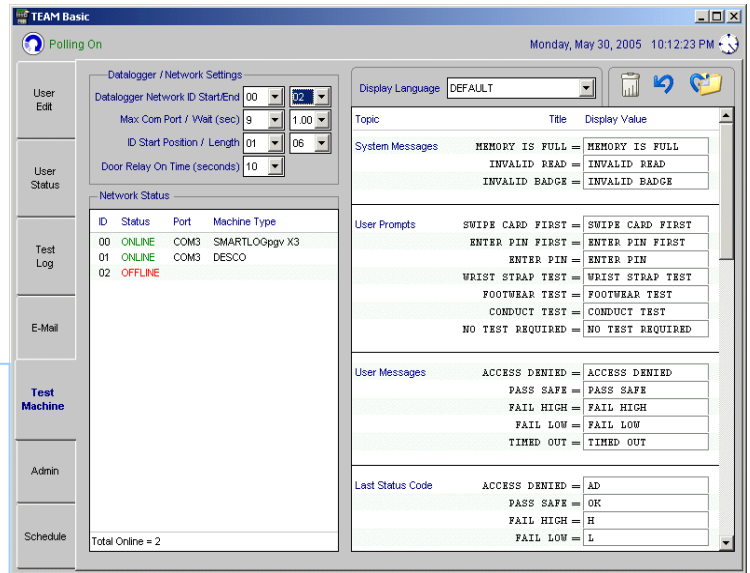 TEAM Basic
Polling On
Monday, May 30, 2005 10:12:23 PM
User Edit
User Status
Test Log
E-Mail
Test Machine
Admin
Schedule
Datalogger / Network Settings
Datalogger Network ID Start/End 00 02
Max Com Port / Wait (sec) 9 1.00
ID Start Position / Length 01 06
Door Relay On Time (seconds) 10
Network Status
ID Status Port Machine Type
00 ONLINE COM3 SMARTLOGpgv X3
01 ONLINE COM3 DESCO
02 OFFLINE
Total Online = 2
Display Language DEFAULT
Topic Title Display Value
System Messages MEMORY IS FULL = MEMORY IS FULL
INVALID READ = INVALID READ
INVALID BADGE = INVALID BADGE
User Prompts SWIPE CARD FIRST = SWIPE CARD FIRST
ENTER PIN FIRST = ENTER PIN FIRST
ENTER PIN = ENTER PIN
WRIST STRAP TEST = WRIST STRAP TEST
FOOTWEAR TEST = FOOTWEAR TEST
CONDUCT TEST = CONDUCT TEST
NO TEST REQUIRED = NO TEST REQUIRED
User Messages ACCESS DENIED = ACCESS DENIED
PASS SAFE = PASS SAFE
FAIL HIGH = FAIL HIGH
FAIL LOW = FAIL LOW
TIMED OUT = TIMED OUT
Last Status Code ACCESS DENIED = AD
PASS SAFE = OK
FAIL HIGH = H
FAIL LOW = L